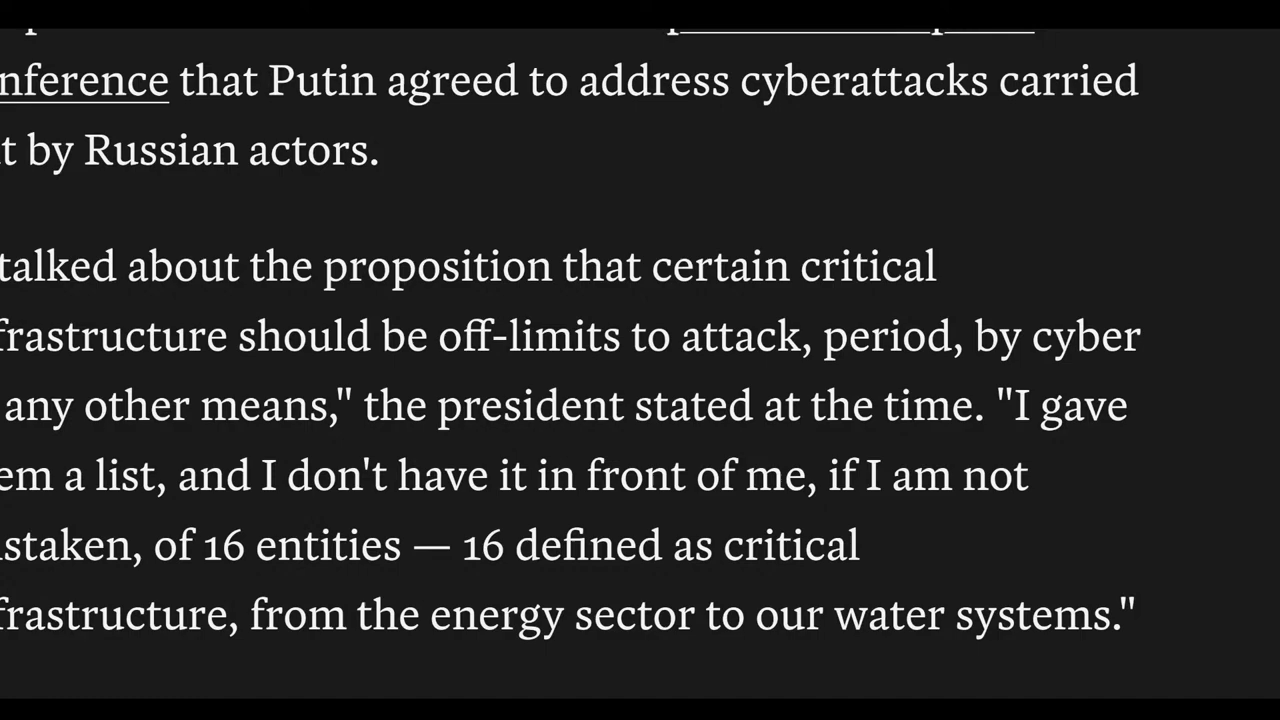 nference that Putin agreed to address cyberattacks carried
t by Russian actors.
talked about the proposition that certain critical
frastructure should be off-limits to attack, period, by cyber
any other means," the president stated at the time. "I gave
em a list, and I don't have it in front of me, if I am not
staken, of 16 entities — 16 defined as critical
frastructure, from the energy sector to our water systems."